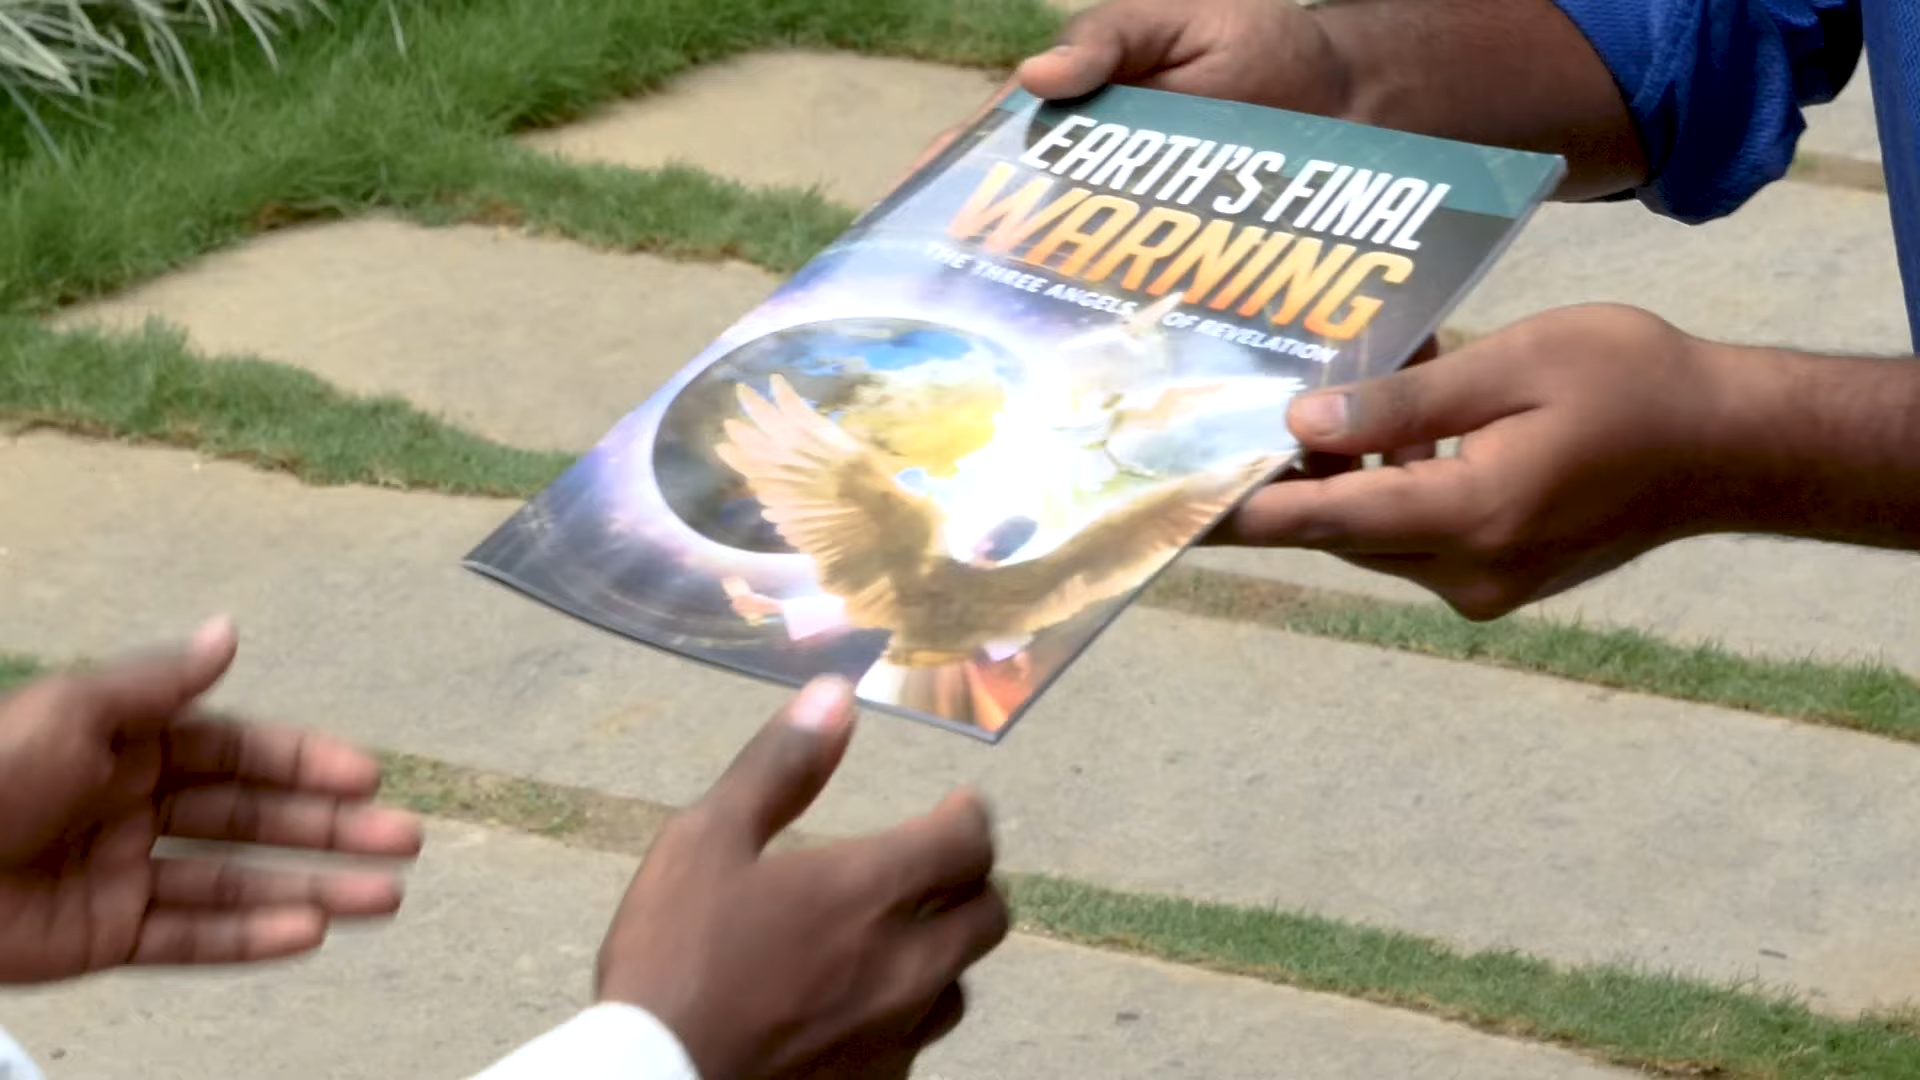 EARTH'S FINAL
WARNING
THE THREE ANGELS OF REVELATION